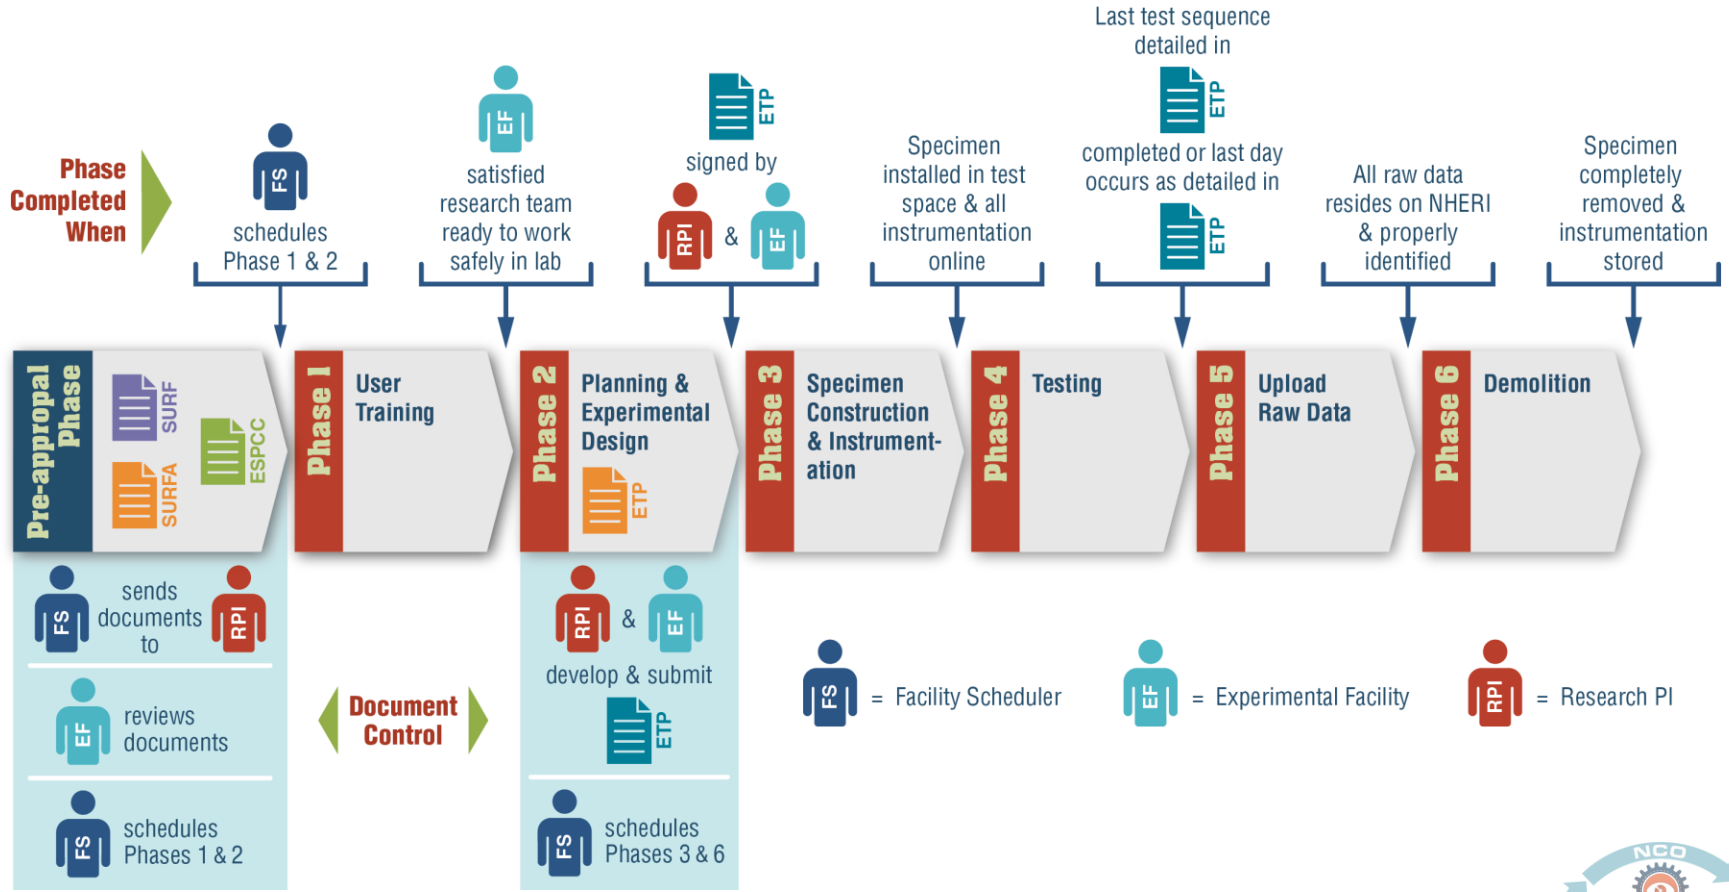 Phase
Completed
When
FS
schedules
Phase 1 & 2
EF
satisfied
research team
ready to work
safely in lab
ETP
signed by
RPI
&
EF
Specimen
installed in test
space & all
instrumentation
online
Last test sequence
detailed in
ETP
completed or last day
occurs as detailed in
ETP
All raw data
resides on NHERI
& properly
identified
Specimen
completely
removed &
instrumentation
stored
Pre-appropal
Phase
SURF
SURFA
ESPCC
Phase 1
User
Training
Phase 2
Planning &
Experimental
Design
ETP
Phase 3
Specimen
Construction
& Instrument-
ation
Phase 4
Testing
Phase 5
Upload
Raw Data
Phase 6
Demolition
FS
sends
documents
to
RPI
EF
reviews
documents
FS
schedules
Phases 1 & 2
Document
Control
RPI
&
EF
develop & submit
ETP
FS
schedules
Phases 3 & 6
FS
= Facility Scheduler
EF
= Experimental Facility
RPI
= Research PI
NCO